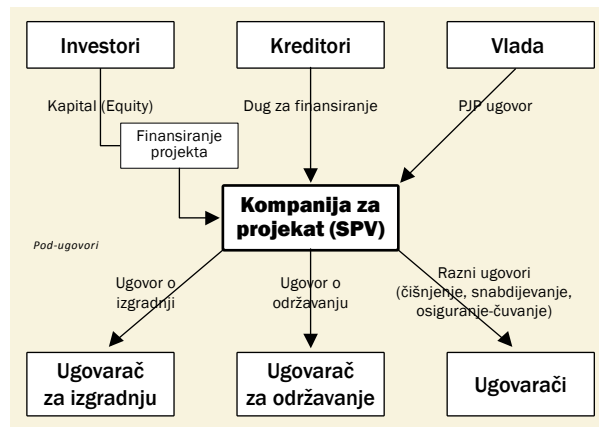 Investori
Kreditori
Vlada
Kapital (Equity)
Dug za finansiranje
PJP ugovor
Finansiranje
projekta
Kompanija za
projekat (SPV)
Pod-ugovori
Ugovor o
izgradnji
Ugovor o
održavanju
Razni ugovori
(čišnjenje, snabdijevanje,
osiguranje-čuvanje)
Ugovarač
za izgradnju
Ugovarač
za održavanje
Ugovarači